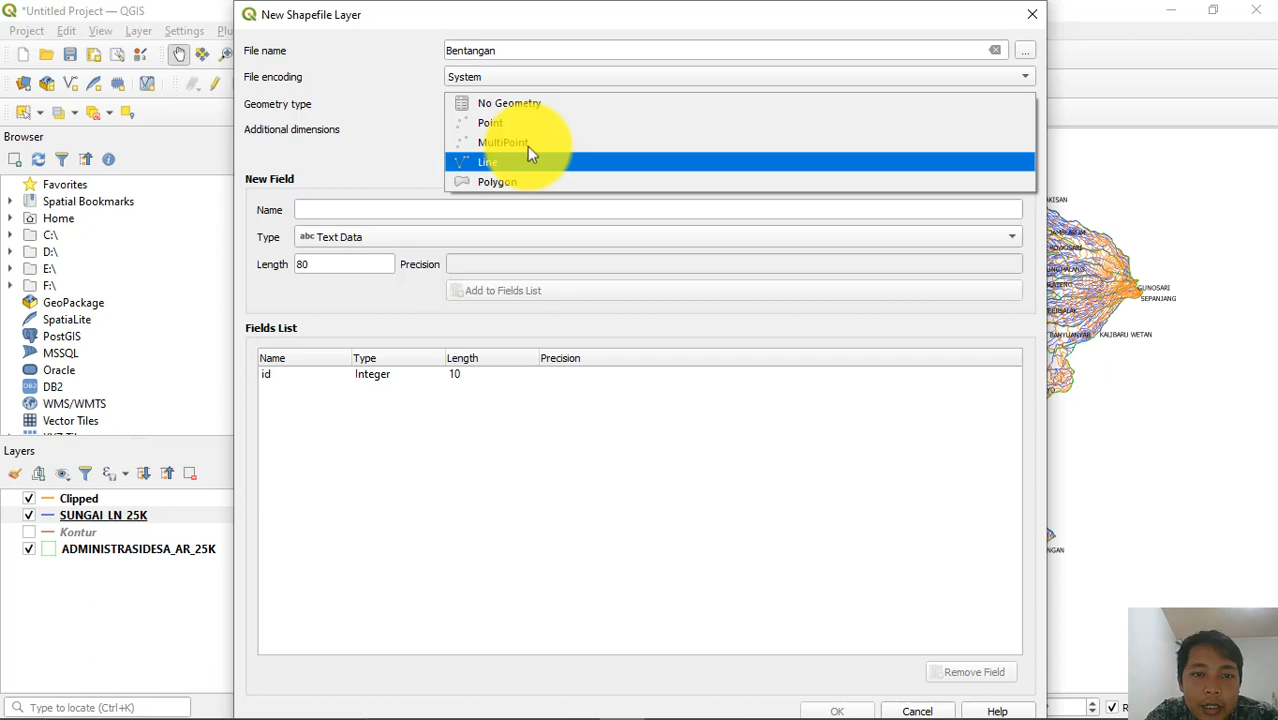 *Untitled Project — QGIS
New Shapefile Layer
Project
Edit
View
Layer
Settings
File name
Bentangan
...
File encoding
System
Geometry type
No Geometry
Point
MultiPoint
Line
Polygon
Additional dimensions
Browser
Favorites
Spatial Bookmarks
Home
C:\
D:\
E:\
F:\
GeoPackage
SpatiaLite
PostGIS
MSSQL
Oracle
DB2
WMS/WMTS
Vector Tiles
New Field
Name
Type
abc Text Data
Length
80
Precision
Add to Fields List
Fields List
Name Type Length Precision
id Integer 10
Remove Field
OK
Cancel
Help
Layers
Clipped
SUNGAI_LN_25K
Kontur
ADMINISTRASIDESA_AR_25K
Type to locate (Ctrl+K)
GUNOSARI
SEPANJANG
KALIBARU WETAN